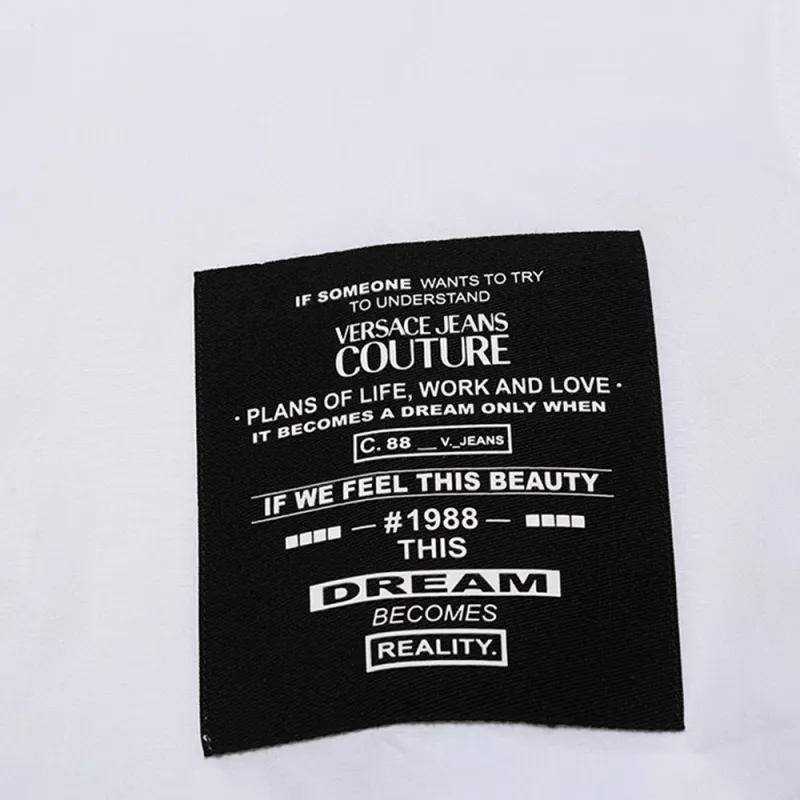 IF SOMEONE WANTS TO TRY
TO UNDERSTAND
VERSACE JEANS
COUTURE
· PLANS OF LIFE, WORK AND LOVE ·
IT BECOMES A DREAM ONLY WHEN
C. 88 __ V._JEANS
IF WE FEEL THIS BEAUTY
— #1988 —
THIS
DREAM
BECOMES
REALITY.